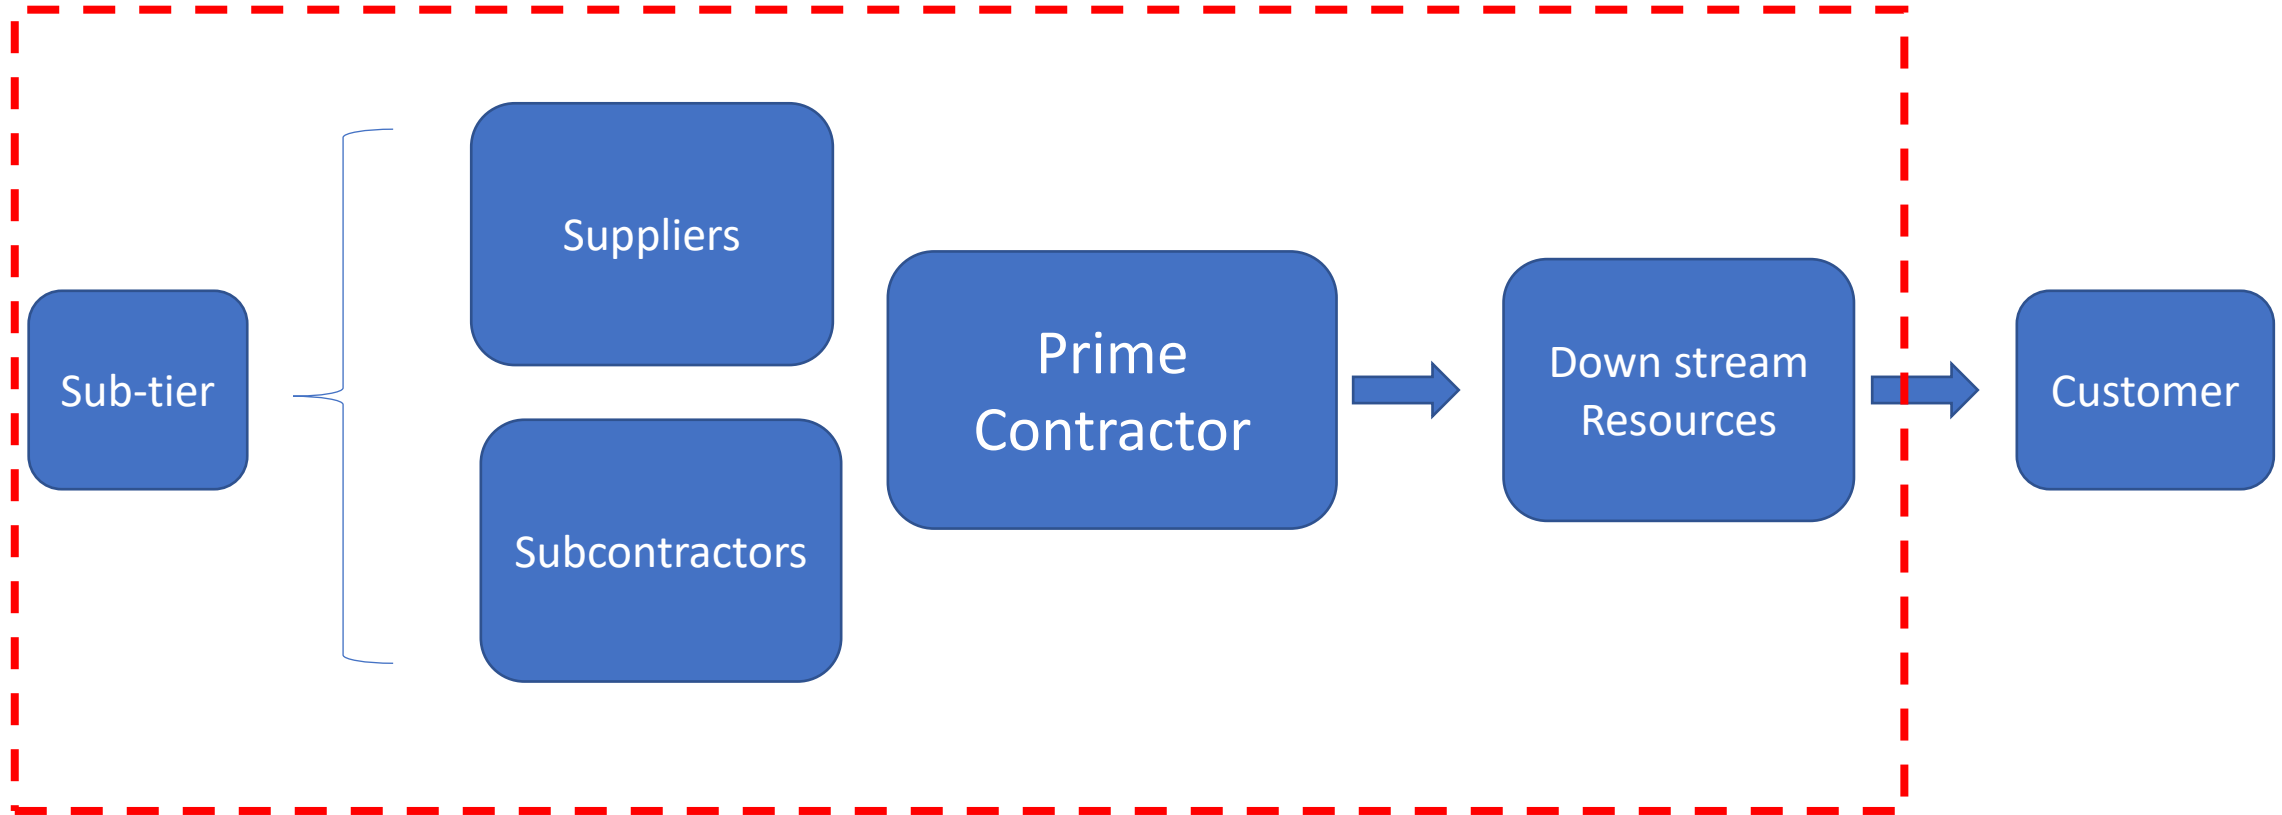 Sub-tier
Suppliers
Subcontractors
Prime
Contractor
Down stream
Resources
Customer